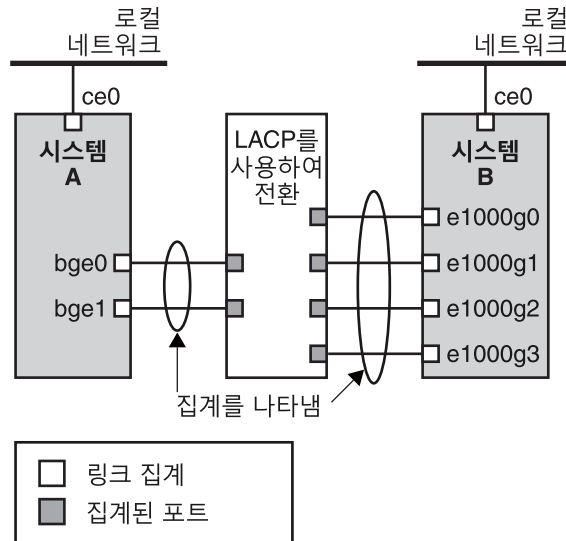 로컬
네트워크
ce0
시스템
A
bge0
bge1
LACP를
사용하여
전환
로컬
네트워크
ce0
시스템
B
e1000g0
e1000g1
e1000g2
e1000g3
집계를 나타냄
링크 집계
집계된 포트